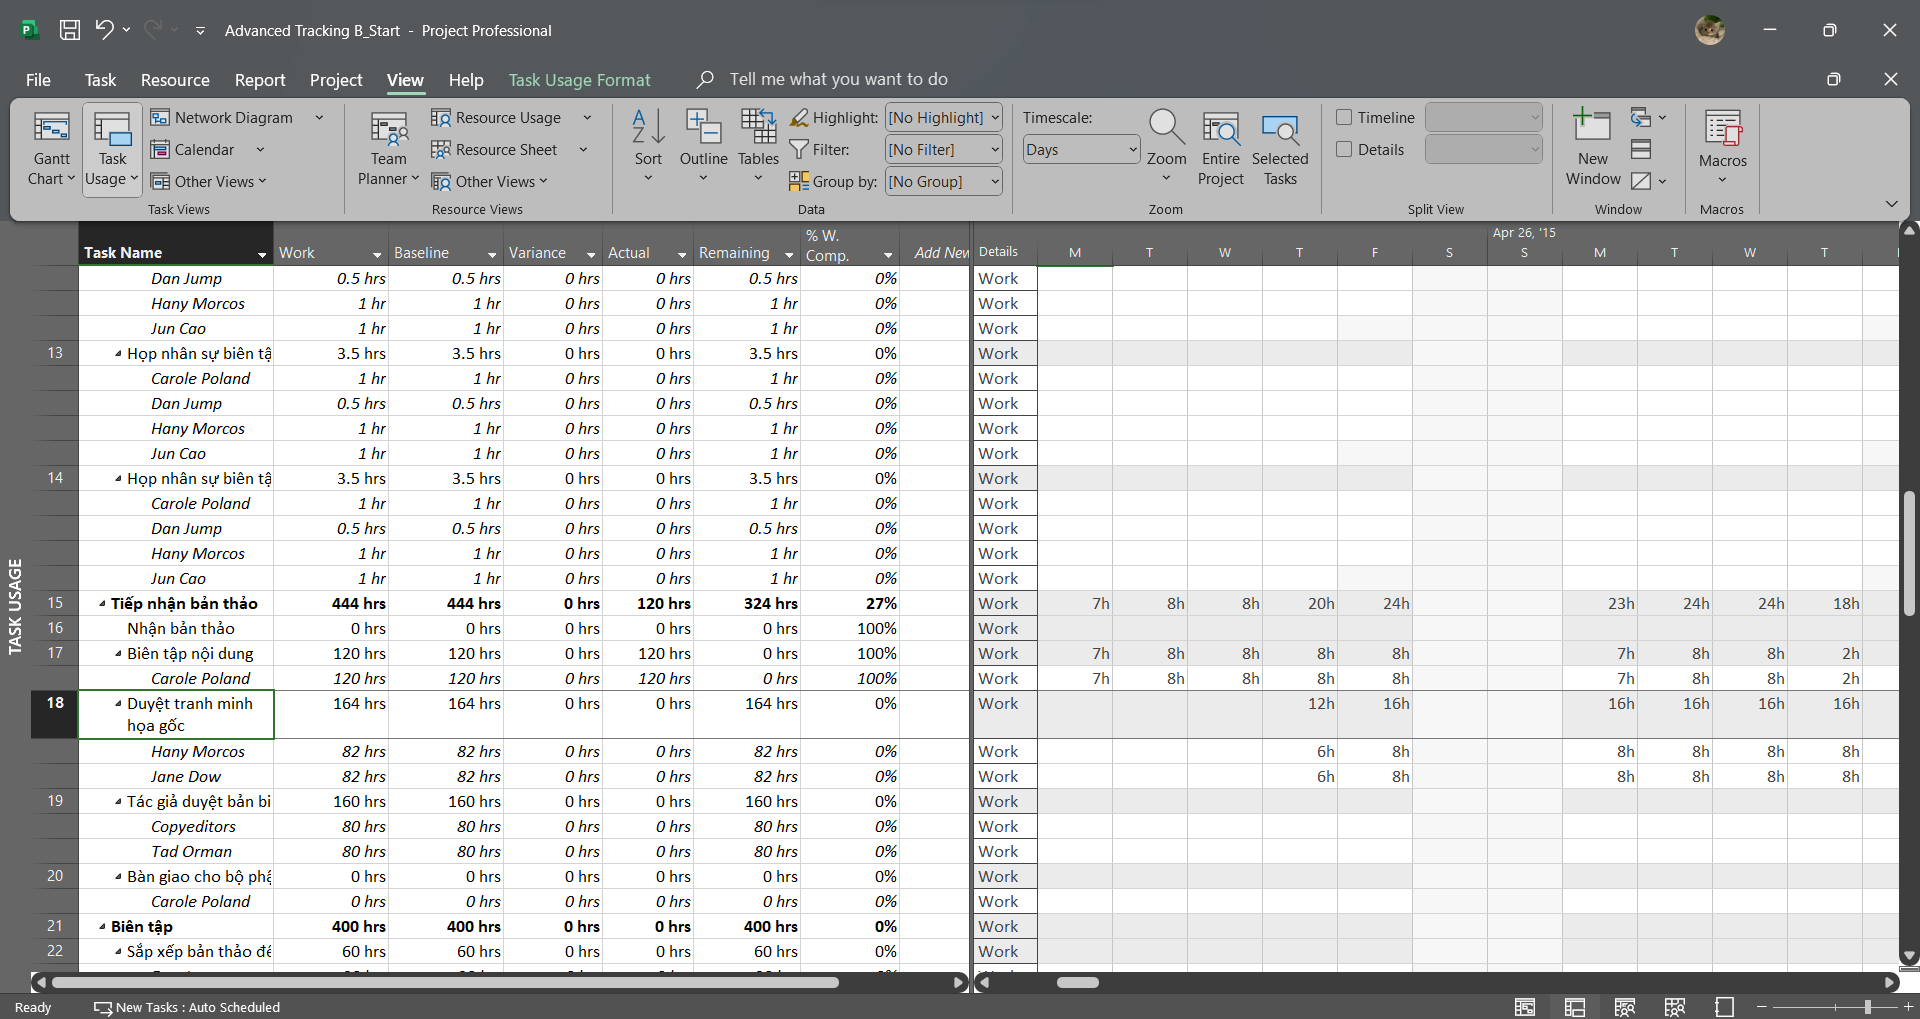 Advanced Tracking B_Start - Project Professional
File Task Resource Report Project View Help Task Usage Format Tell me what you want to do
Gantt Chart
Task Usage
Network Diagram
Calendar
Other Views
Task Views
Team Planner
Resource Usage
Resource Sheet
Other Views
Resource Views
Sort
Outline
Tables
Highlight: [No Highlight]
Filter: [No Filter]
Group by: [No Group]
Data
Timescale:
Days
Zoom
Entire Project
Selected Tasks
Zoom
Timeline
Details
Split View
New Window
Window
Macros
Macros
Apr 26, '15
Task Name Work Baseline Variance Actual Remaining % W. Comp. Add New Details M T W T F S S M T W T
Dan Jump 0.5 hrs 0.5 hrs 0 hrs 0 hrs 0.5 hrs 0% Work
Hany Morcos 1 hr 1 hr 0 hrs 0 hrs 1 hr 0% Work
Jun Cao 1 hr 1 hr 0 hrs 0 hrs 1 hr 0% Work
13 Họp nhân sự biên tậ 3.5 hrs 3.5 hrs 0 hrs 0 hrs 3.5 hrs 0% Work
Carole Poland 1 hr 1 hr 0 hrs 0 hrs 1 hr 0% Work
Dan Jump 0.5 hrs 0.5 hrs 0 hrs 0 hrs 0.5 hrs 0% Work
Hany Morcos 1 hr 1 hr 0 hrs 0 hrs 1 hr 0% Work
Jun Cao 1 hr 1 hr 0 hrs 0 hrs 1 hr 0% Work
14 Họp nhân sự biên tậ 3.5 hrs 3.5 hrs 0 hrs 0 hrs 3.5 hrs 0% Work
Carole Poland 1 hr 1 hr 0 hrs 0 hrs 1 hr 0% Work
Dan Jump 0.5 hrs 0.5 hrs 0 hrs 0 hrs 0.5 hrs 0% Work
Hany Morcos 1 hr 1 hr 0 hrs 0 hrs 1 hr 0% Work
Jun Cao 1 hr 1 hr 0 hrs 0 hrs 1 hr 0% Work
15 Tiếp nhận bản thảo 444 hrs 444 hrs 0 hrs 120 hrs 324 hrs 27% Work 7h 8h 8h 20h 24h 23h 24h 24h 18h
16 Nhận bản thảo 0 hrs 0 hrs 0 hrs 0 hrs 0 hrs 100% Work
17 Biên tập nội dung 120 hrs 120 hrs 0 hrs 120 hrs 0 hrs 100% Work 7h 8h 8h 8h 8h 7h 8h 8h 2h
Carole Poland 120 hrs 120 hrs 0 hrs 120 hrs 0 hrs 100% Work 7h 8h 8h 8h 8h 7h 8h 8h 2h
18 Duyệt tranh minh họa gốc 164 hrs 164 hrs 0 hrs 0 hrs 164 hrs 0% Work 12h 16h 16h 16h 16h 16h
Hany Morcos 82 hrs 82 hrs 0 hrs 0 hrs 82 hrs 0% Work 6h 8h 8h 8h 8h 8h
Jane Dow 82 hrs 82 hrs 0 hrs 0 hrs 82 hrs 0% Work 6h 8h 8h 8h 8h 8h
19 Tác giả duyệt bản bi 160 hrs 160 hrs 0 hrs 0 hrs 160 hrs 0% Work
Copyeditors 80 hrs 80 hrs 0 hrs 0 hrs 80 hrs 0% Work
Tad Orman 80 hrs 80 hrs 0 hrs 0 hrs 80 hrs 0% Work
20 Bàn giao cho bộ phậ 0 hrs 0 hrs 0 hrs 0 hrs 0 hrs 0% Work
Carole Poland 0 hrs 0 hrs 0 hrs 0 hrs 0 hrs 0% Work
21 Biên tập 400 hrs 400 hrs 0 hrs 0 hrs 400 hrs 0% Work
22 Sắp xếp bản thảo để 60 hrs 60 hrs 0 hrs 0 hrs 60 hrs 0% Work
TASK USAGE
Ready New Tasks : Auto Scheduled